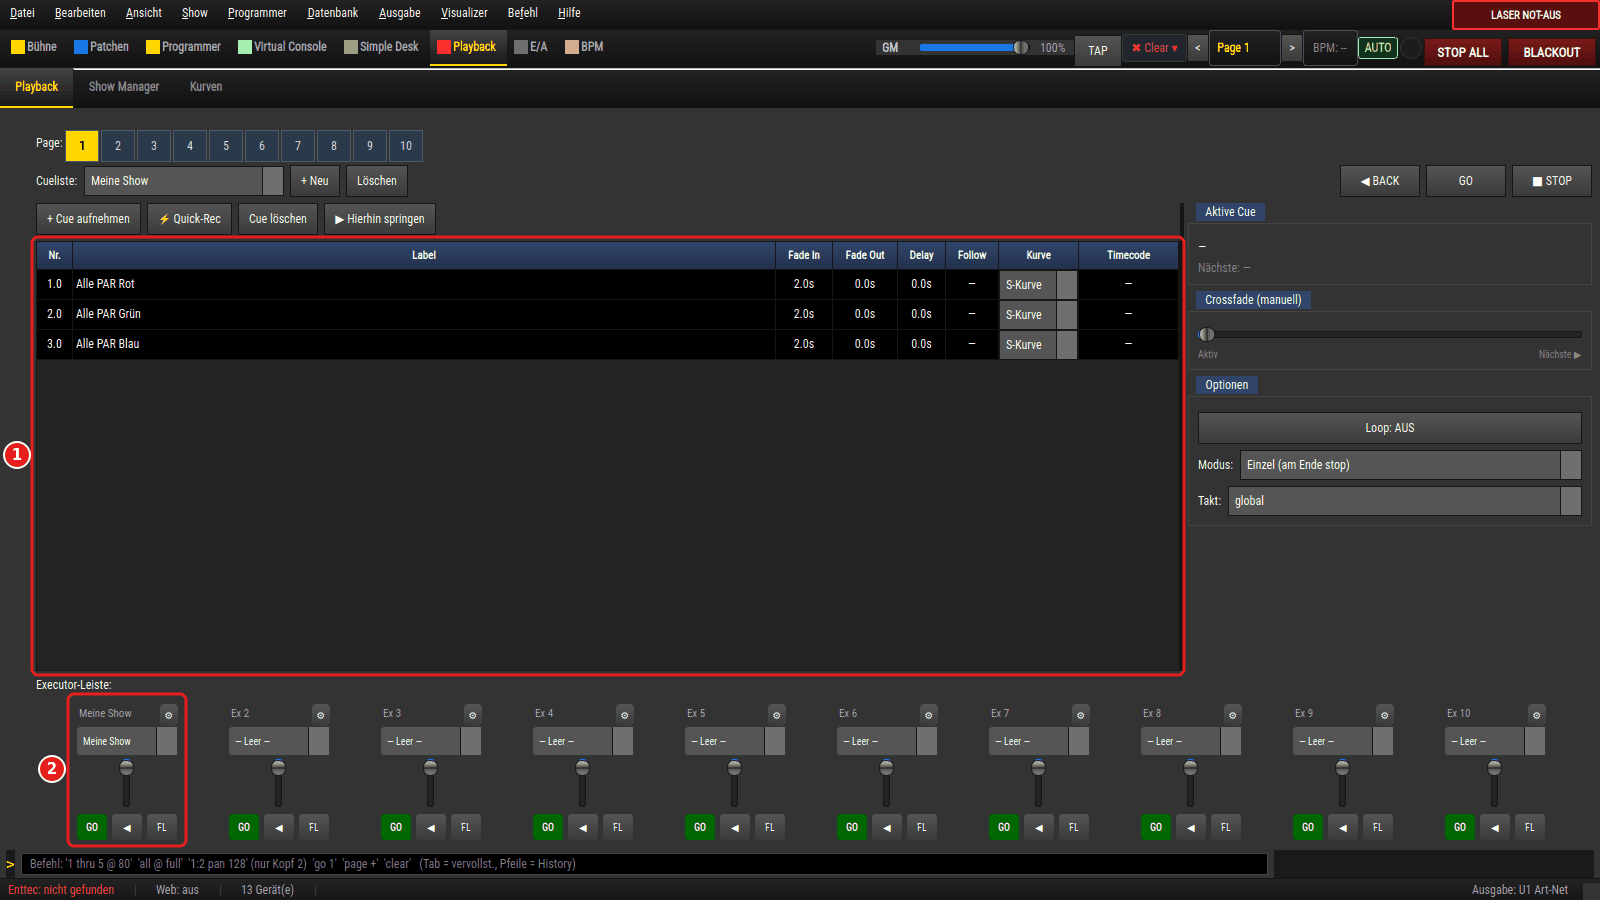 Datei Bearbeiten Ansicht Show Programmer Datenbank Ausgabe Visualizer Befehl Hilfe
LASER NOT-AUS
Bühne Patchen Programmer Virtual Console Simple Desk Playback E/A BPM
GM 100% TAP ✖ Clear ▾ < Page 1 > BPM: -- AUTO STOP ALL BLACKOUT
Playback Show Manager Kurven
Page: 1 2 3 4 5 6 7 8 9 10
Cueliste: Meine Show + Neu Löschen
◀ BACK GO ■ STOP
+ Cue aufnehmen ⚡ Quick-Rec Cue löschen ▶ Hierhin springen
Nr. Label Fade In Fade Out Delay Follow Kurve Timecode
1.0 Alle PAR Rot 2.0s 0.0s 0.0s – S-Kurve –
2.0 Alle PAR Grün 2.0s 0.0s 0.0s – S-Kurve –
3.0 Alle PAR Blau 2.0s 0.0s 0.0s – S-Kurve –
1
Aktive Cue
–
Nächste: –
Crossfade (manuell)
Aktiv Nächste ▶
Optionen
Loop: AUS
Modus: Einzel (am Ende stop)
Takt: global
Executor-Leiste:
Meine Show ⚙ Ex 2 ⚙ Ex 3 ⚙ Ex 4 ⚙ Ex 5 ⚙ Ex 6 ⚙ Ex 7 ⚙ Ex 8 ⚙ Ex 9 ⚙ Ex 10 ⚙
Meine Show – Leer – – Leer – – Leer – – Leer – – Leer – – Leer – – Leer – – Leer – – Leer –
2
GO ◀ FL GO ◀ FL GO ◀ FL GO ◀ FL GO ◀ FL GO ◀ FL GO ◀ FL GO ◀ FL GO ◀ FL GO ◀ FL
> Befehl: '1 thru 5 @ 80' 'all @ full' '1:2 pan 128' (nur Kopf 2) 'go 1' 'page +' 'clear' (Tab = vervollst., Pfeile = History)
Enttec: nicht gefunden Web: aus 13 Gerät(e) Ausgabe: U1 Art-Net